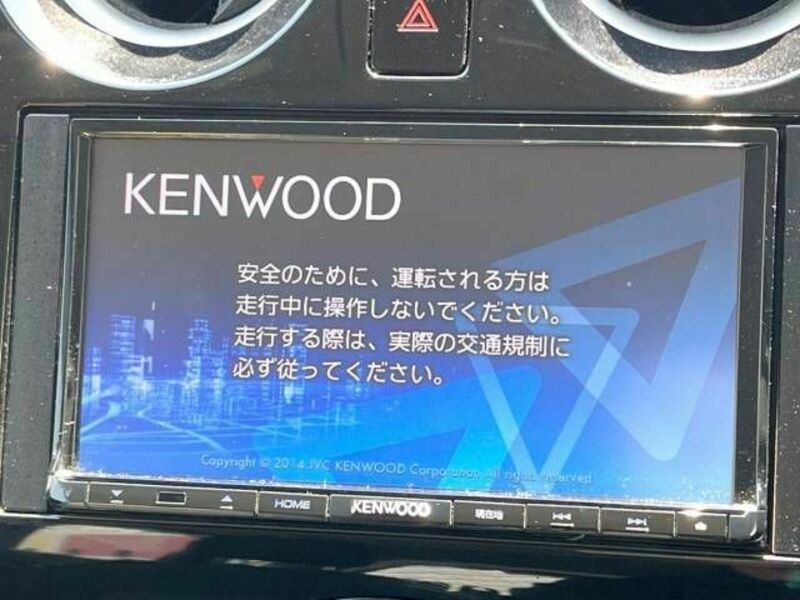 KENWOOD
安全のために、運転される方は
走行中に操作しないでください。
走行する際は、実際の交通規制に
必ず従ってください。
Copyright © 2014 JVC KENWOOD Corporation All rights reserved
HOME
KENWOOD
現在地